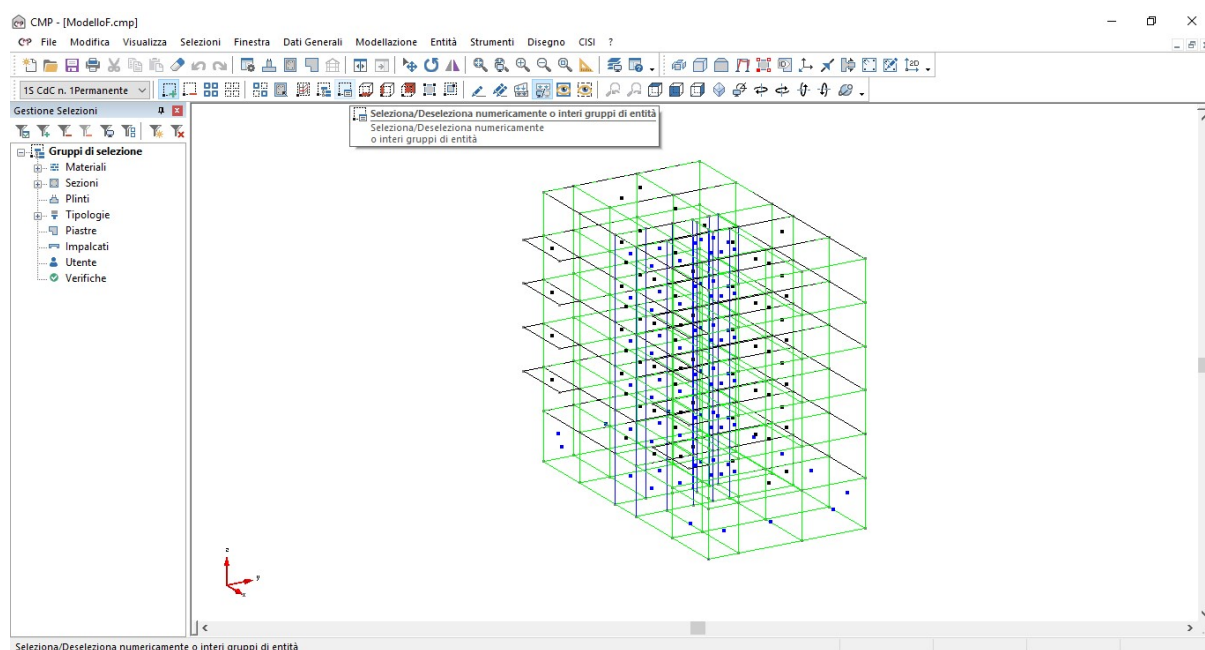 CMP - [ModelloF.cmp]
File Modifica Visualizza Selezioni Finestra Dati Generali Modellazione Entità Strumenti Disegno CISI ?
1S CdC n. 1Permanente
Gestione Selezioni
Seleziona/Deseleziona numericamente o interi gruppi di entità
Seleziona/Deseleziona numericamente
o interi gruppi di entità
Gruppi di selezione
Materiali
Sezioni
Plinti
Tipologie
Piastre
Impalcati
Utente
Verifiche
z
y
x
Seleziona/Deseleziona numericamente o interi gruppi di entità